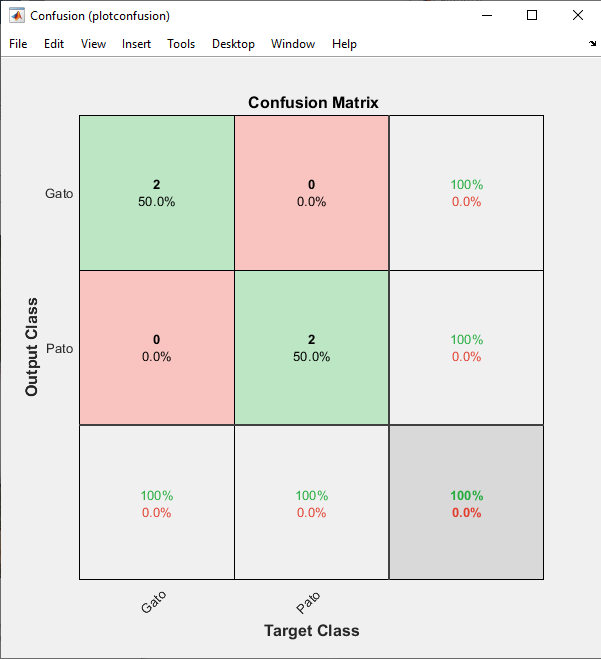 Confusion (plotconfusion)
File Edit View Insert Tools Desktop Window Help
Confusion Matrix
Gato
2
50.0%
0
0.0%
100%
0.0%
Pato
0
0.0%
2
50.0%
100%
0.0%
100%
0.0%
100%
0.0%
100%
0.0%
Output Class
Gato
Pato
Target Class